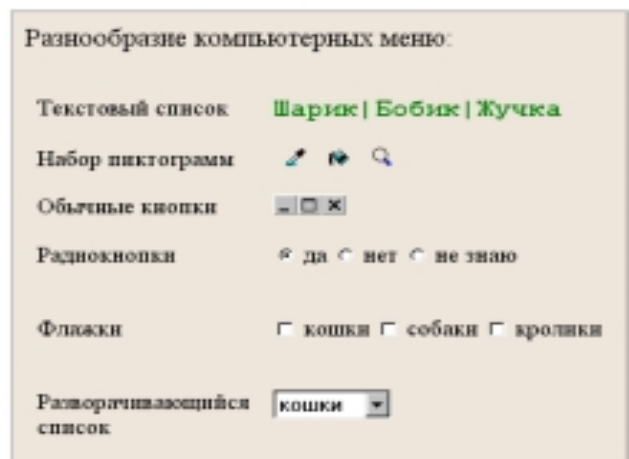 Разнообразие компьютерных меню:
Текстовый список Шарик|Бобик|Жучка
Набор пиктограмм
Обычные кнопки
Радиокнопки да нет не знаю
Флажки кошки собаки кролики
Разворачивающийся список кошки